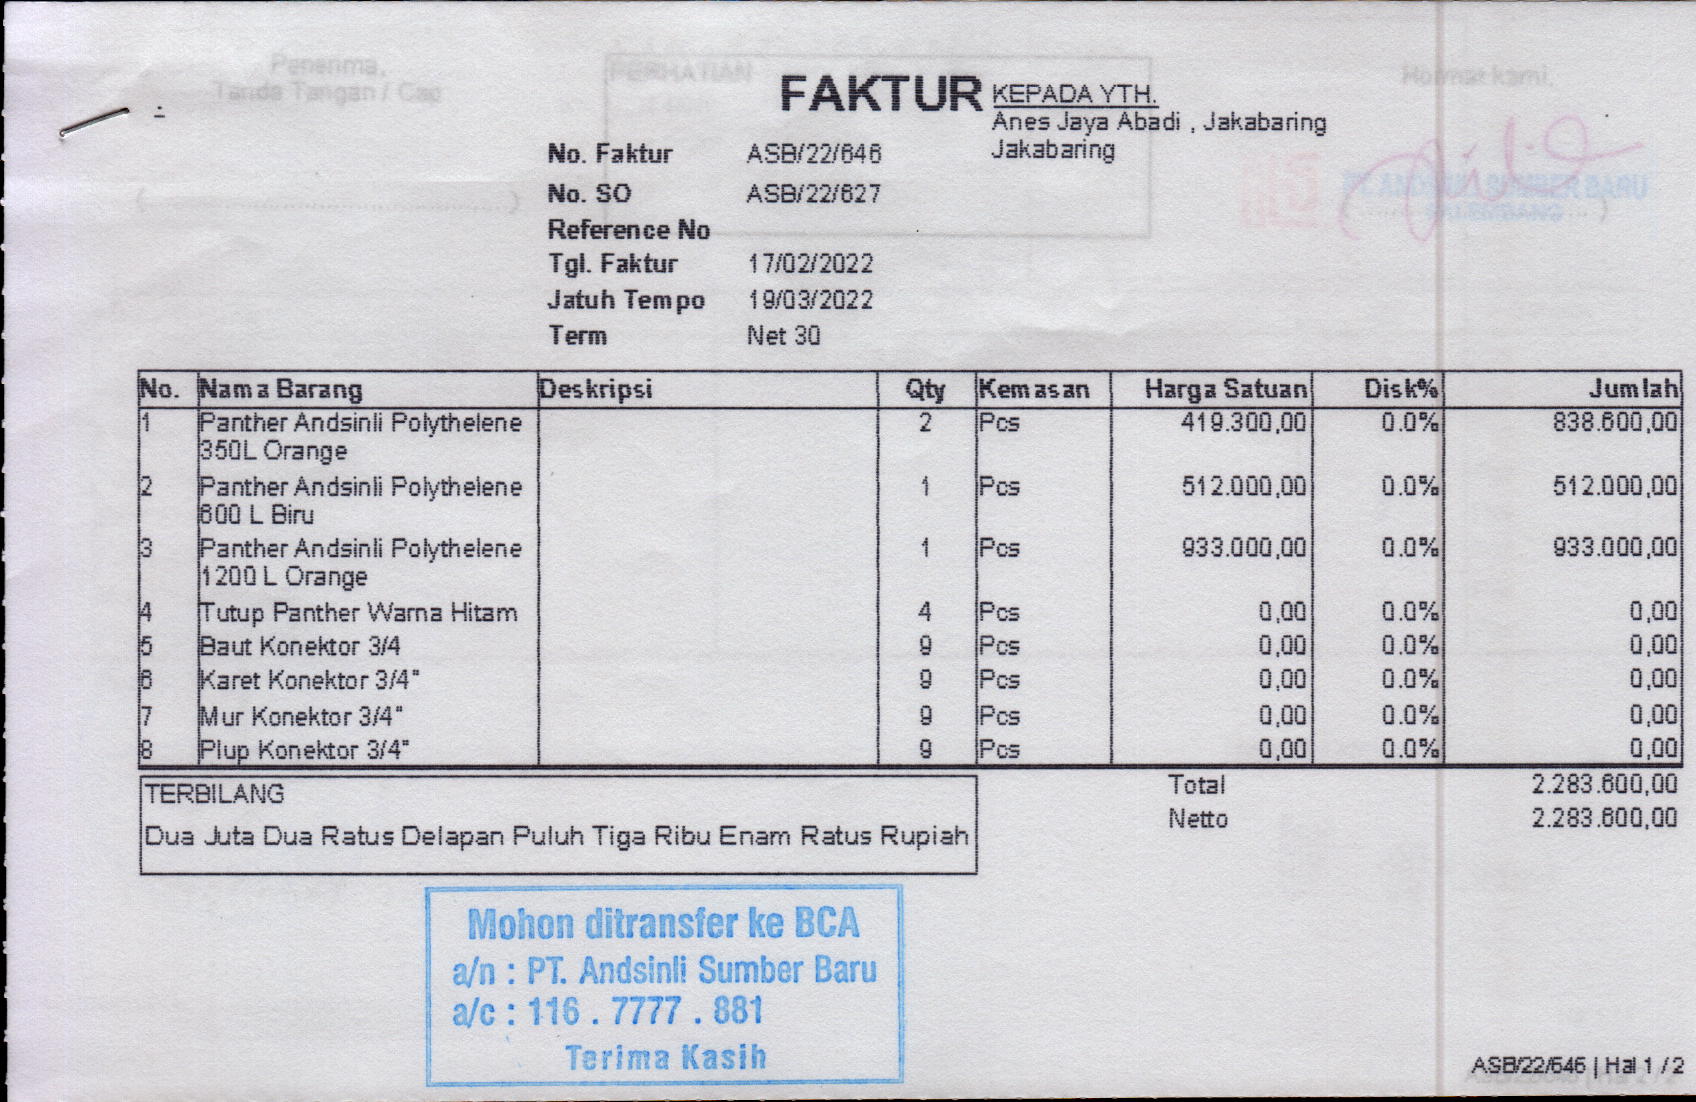 Penerima,
Tanda Tangan / Cap
PERHATIAN
Hormat kami,
FAKTUR
KEPADA YTH.
Anes Jaya Abadi , Jakabaring
Jakabaring
No. Faktur ASB/22/646
No. SO ASB/22/627
Reference No
Tgl. Faktur 17/02/2022
Jatuh Tempo 19/03/2022
Term Net 30
PT. ANDSINLI SUMBER BARU
PALEMBANG
No. Nama Barang Deskripsi Qty Kemasan Harga Satuan Disk% Jumlah
1 Panther Andsinli Polythelene 2 Pcs 419.300,00 0.0% 838.600,00
350L Orange
2 Panther Andsinli Polythelene 1 Pcs 512.000,00 0.0% 512.000,00
600 L Biru
3 Panther Andsinli Polythelene 1 Pcs 933.000,00 0.0% 933.000,00
1200 L Orange
4 Tutup Panther Warna Hitam 4 Pcs 0,00 0.0% 0,00
5 Baut Konektor 3/4 9 Pcs 0,00 0.0% 0,00
6 Karet Konektor 3/4" 9 Pcs 0,00 0.0% 0,00
7 Mur Konektor 3/4" 9 Pcs 0,00 0.0% 0,00
8 Plup Konektor 3/4" 9 Pcs 0,00 0.0% 0,00
TERBILANG
Dua Juta Dua Ratus Delapan Puluh Tiga Ribu Enam Ratus Rupiah
Total 2.283.600,00
Netto 2.283.600,00
Mohon ditransfer ke BCA
a/n : PT. Andsinli Sumber Baru
a/c : 116 . 7777 . 881
Terima Kasih
ASB/22/646 | Hal 1 / 2